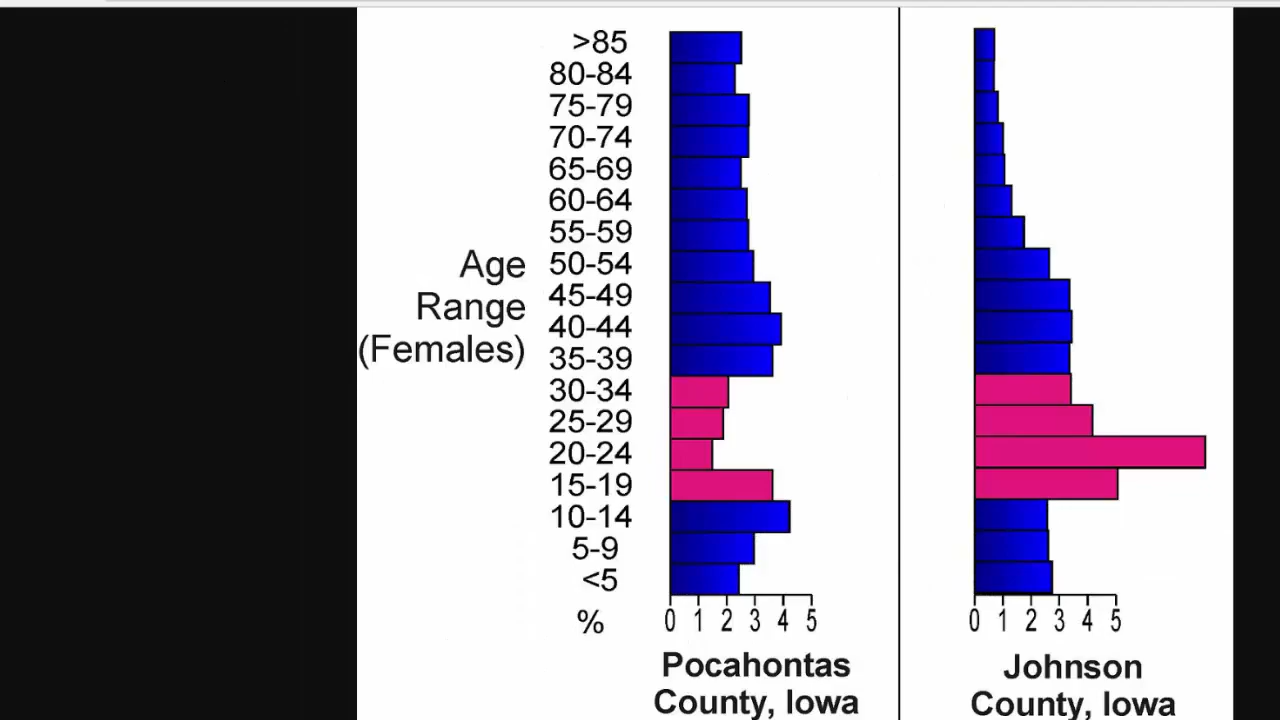 >85
80-84
75-79
70-74
65-69
60-64
55-59
Age
Range
(Females)
50-54
45-49
40-44
35-39
30-34
25-29
20-24
15-19
10-14
5-9
<5
% 0 1 2 3 4 5
0 1 2 3 4 5
Pocahontas
County, Iowa
Johnson
County, Iowa